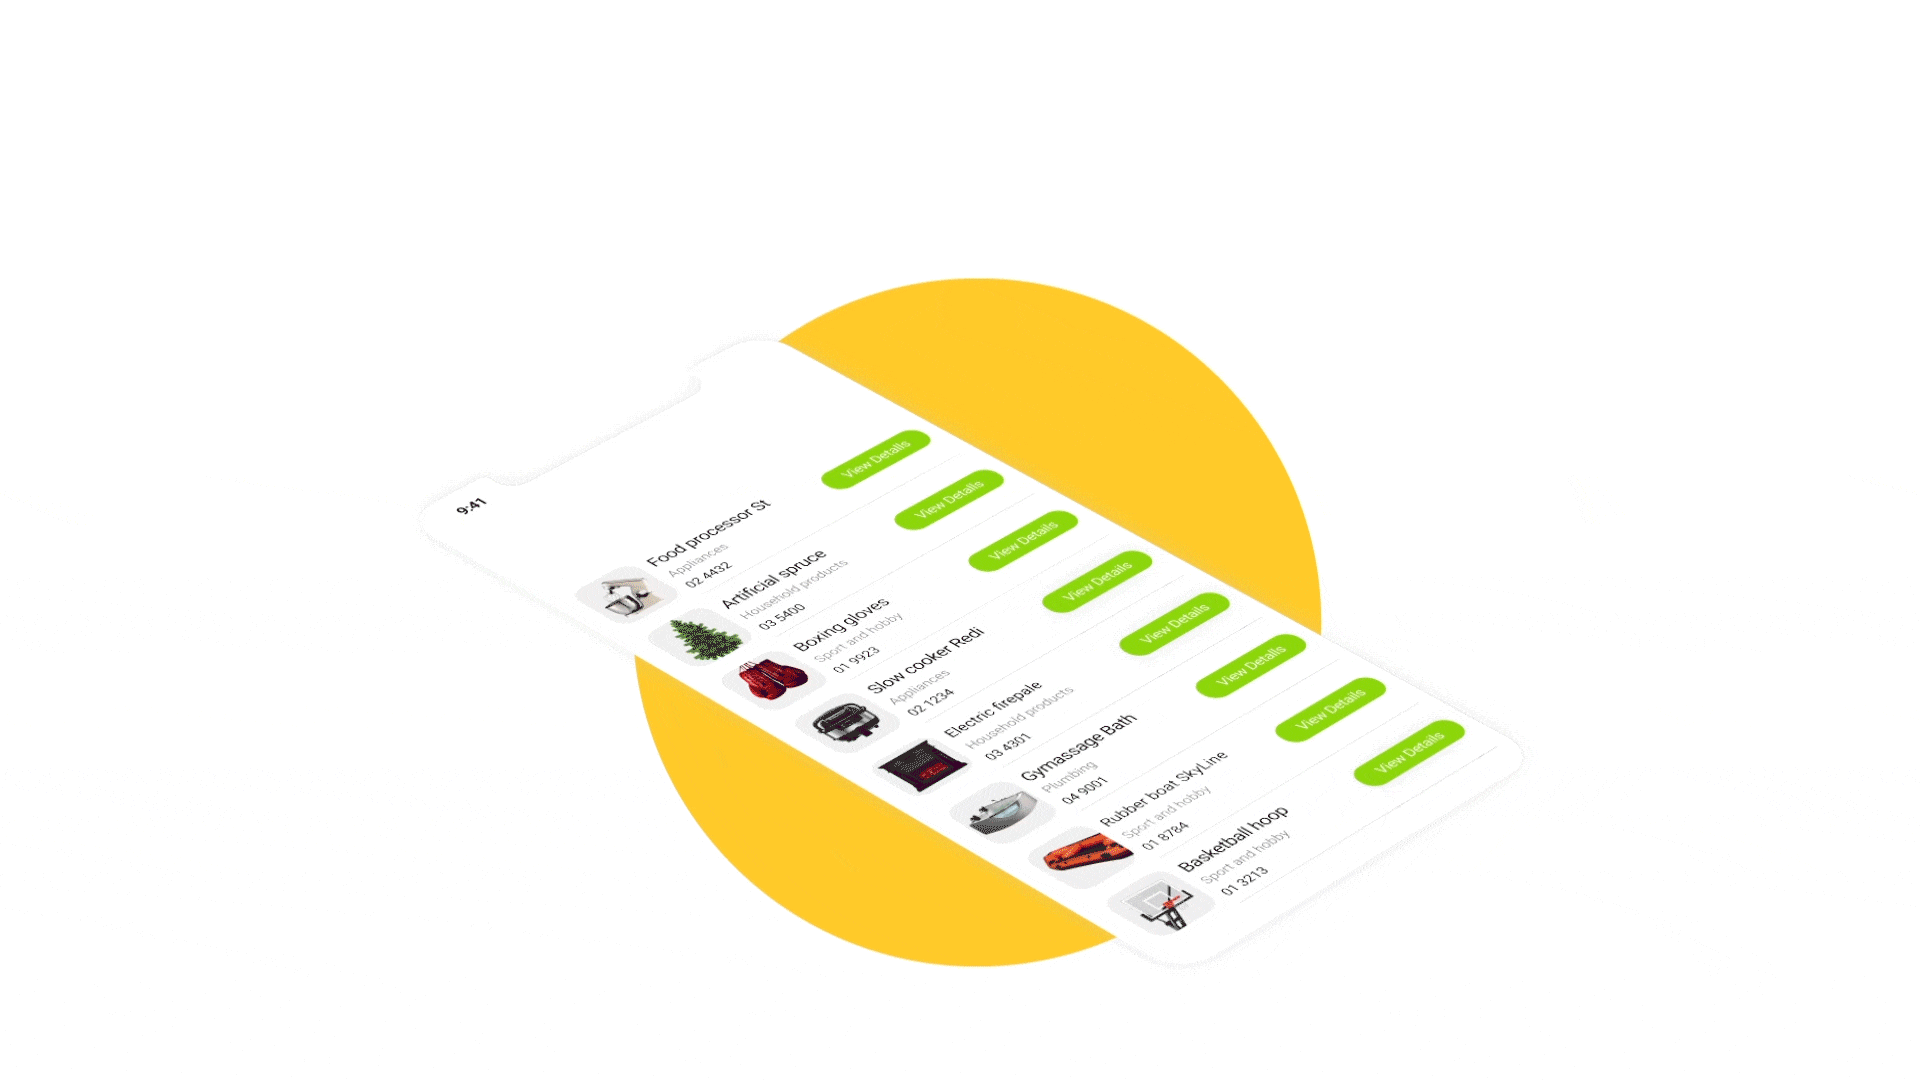 9:41
Food processor St
Appliances
02 4432
View Details
Artificial spruce
Household products
03 5400
View Details
Boxing gloves
Sport and hobby
01 9923
View Details
Slow cooker Redi
Appliances
02 1234
View Details
Electric firepale
Household products
03 4301
View Details
Gymassage Bath
Plumbing
04 9001
View Details
Rubber boat SkyLine
Sport and hobby
01 8784
View Details
Basketball hoop
Sport and hobby
01 3213
View Details